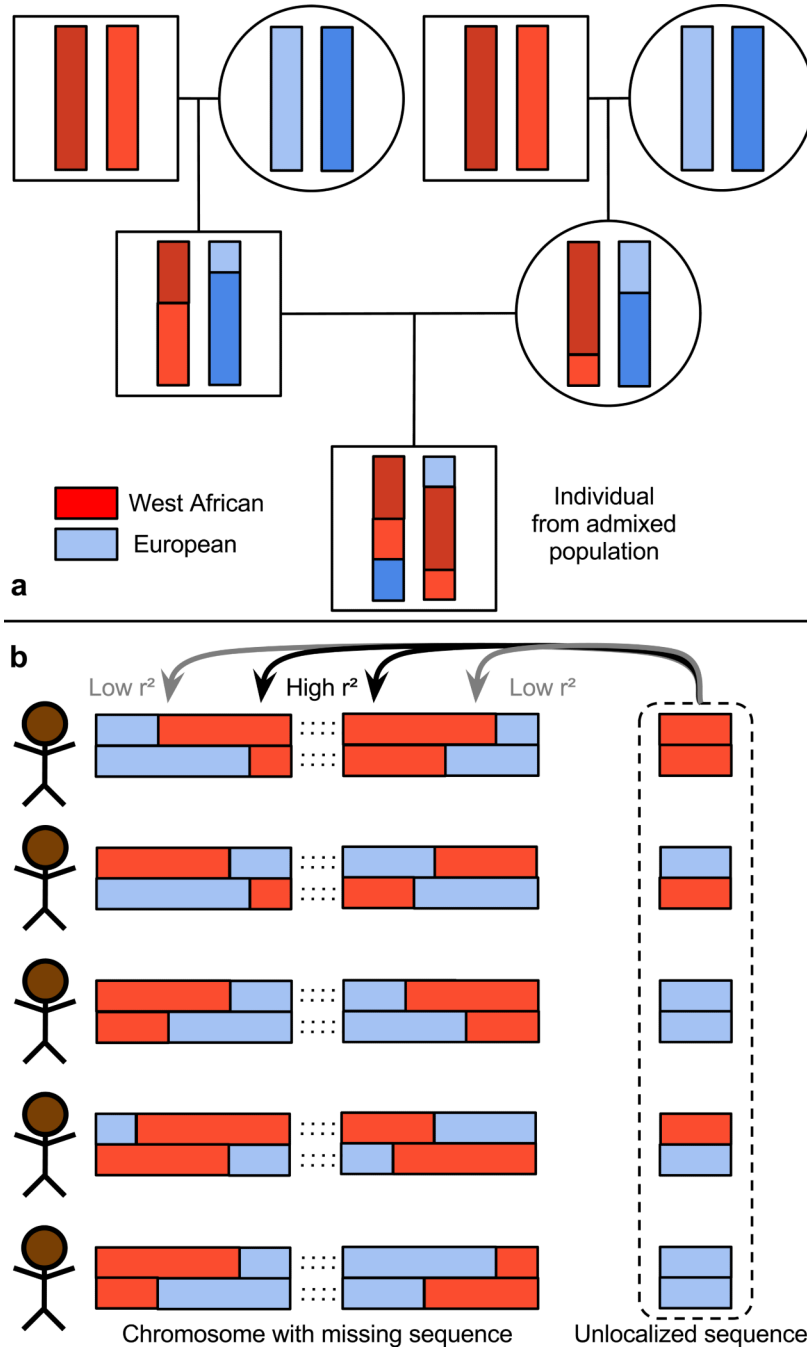 West African
European
Individual
from admixed
population
a
b
Low r²
High r²
Low r²
Chromosome with missing sequence
Unlocalized sequence